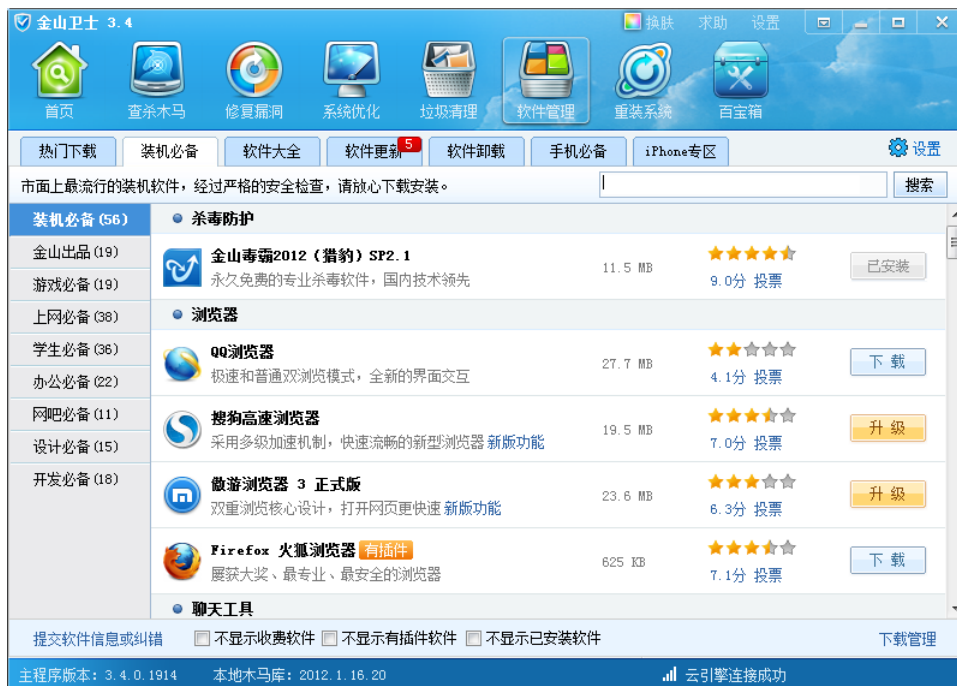 金山卫士 3.4
换肤 求助 设置
首页 查杀木马 修复漏洞 系统优化 垃圾清理 软件管理 重装系统 百宝箱
热门下载 装机必备 软件大全 软件更新 5 软件卸载 手机必备 iPhone专区 设置
市面上最流行的装机软件，经过严格的安全检查，请放心下载安装。 搜索
装机必备(56)
金山出品(19)
游戏必备(19)
上网必备(38)
学生必备(36)
办公必备(22)
网吧必备(11)
设计必备(15)
开发必备(18)
杀毒防护
金山毒霸2012（猎豹）SP2.1
永久免费的专业杀毒软件，国内技术领先
11.5 MB
9.0分 投票
已安装
浏览器
QQ浏览器
极速和普通双浏览模式，全新的界面交互
27.7 MB
4.1分 投票
下载
搜狗高速浏览器
采用多级加速机制，快速流畅的新型浏览器 新版功能
19.5 MB
7.0分 投票
升级
傲游浏览器 3 正式版
双重浏览核心设计，打开网页更快速 新版功能
23.6 MB
6.3分 投票
升级
Firefox 火狐浏览器 有插件
屡获大奖、最专业、最安全的浏览器
625 KB
7.1分 投票
下载
聊天工具
提交软件信息或纠错 不显示收费软件 不显示有插件软件 不显示已安装软件 下载管理
主程序版本：3.4.0.1914 本地木马库：2012.1.16.20 云引擎连接成功